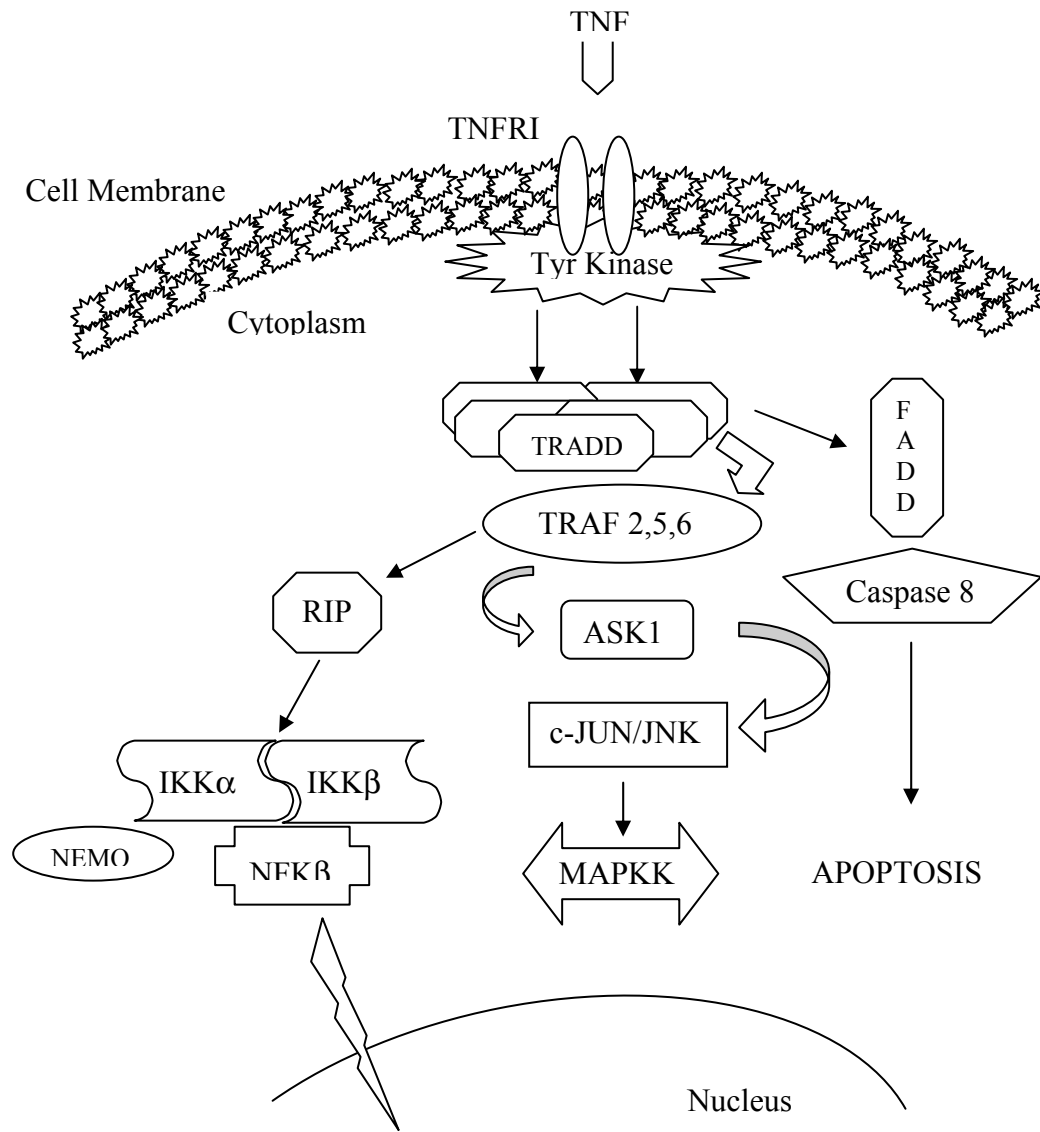 TNF
TNFRI
Cell Membrane
Tyr Kinase
Cytoplasm
TRADD
F
A
D
D
TRAF 2,5,6
Caspase 8
RIP
ASK1
c-JUN/JNK
IKKα
IKKβ
NEMO
NFKβ
MAPKK
APOPTOSIS
Nucleus